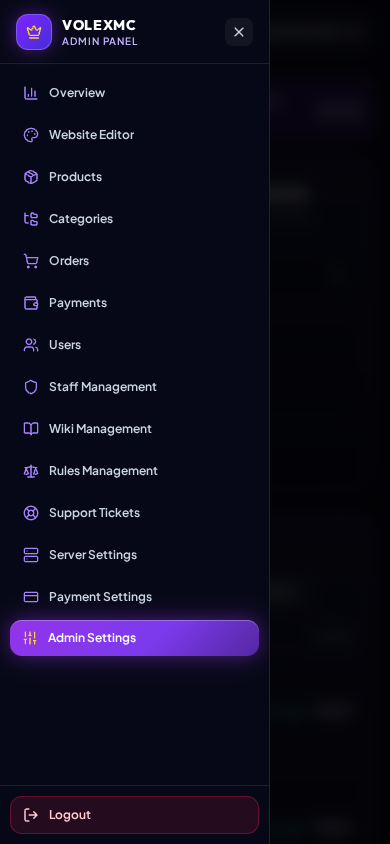 VOLEXMC
ADMIN PANEL
Overview
Website Editor
Products
Categories
Orders
Payments
Users
Staff Management
Wiki Management
Rules Management
Support Tickets
Server Settings
Payment Settings
Admin Settings
Logout